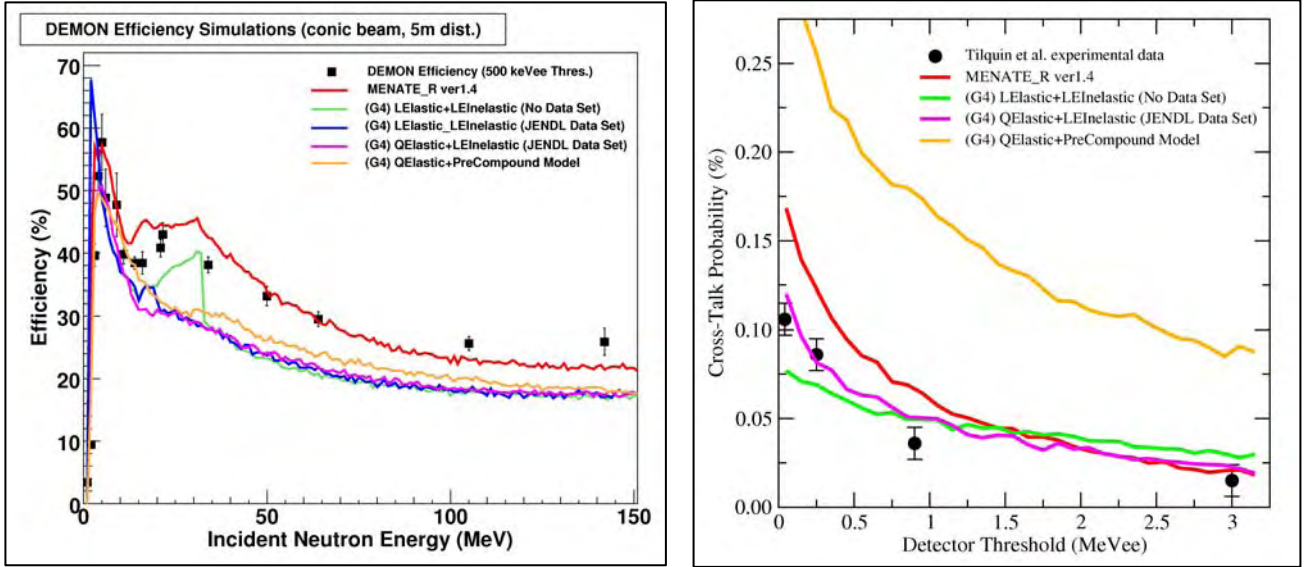 DEMON Efficiency Simulations (conic beam, 5m dist.)
70
60
50
40
30
20
10
0
Efficiency (%)
DEMON Efficiency (500 keVee Thres.)
MENATE_R ver1.4
(G4) LElastic+LEInelastic (No Data Set)
(G4) LElastic_LEInelastic (JENDL Data Set)
(G4) QElastic+LEInelastic (JENDL Data Set)
(G4) QElastic+PreCompound Model
0 50 100 150
Incident Neutron Energy (MeV)
0.25
0.20
0.15
0.10
0.05
0.00
Cross-Talk Probability (%)
Tilquin et al. experimental data
MENATE_R ver1.4
(G4) LElastic+LEInelastic (No Data Set)
(G4) QElastic+LEInelastic (JENDL Data Set)
(G4) QElastic+PreCompound Model
0 0.5 1 1.5 2 2.5 3
Detector Threshold (MeVee)